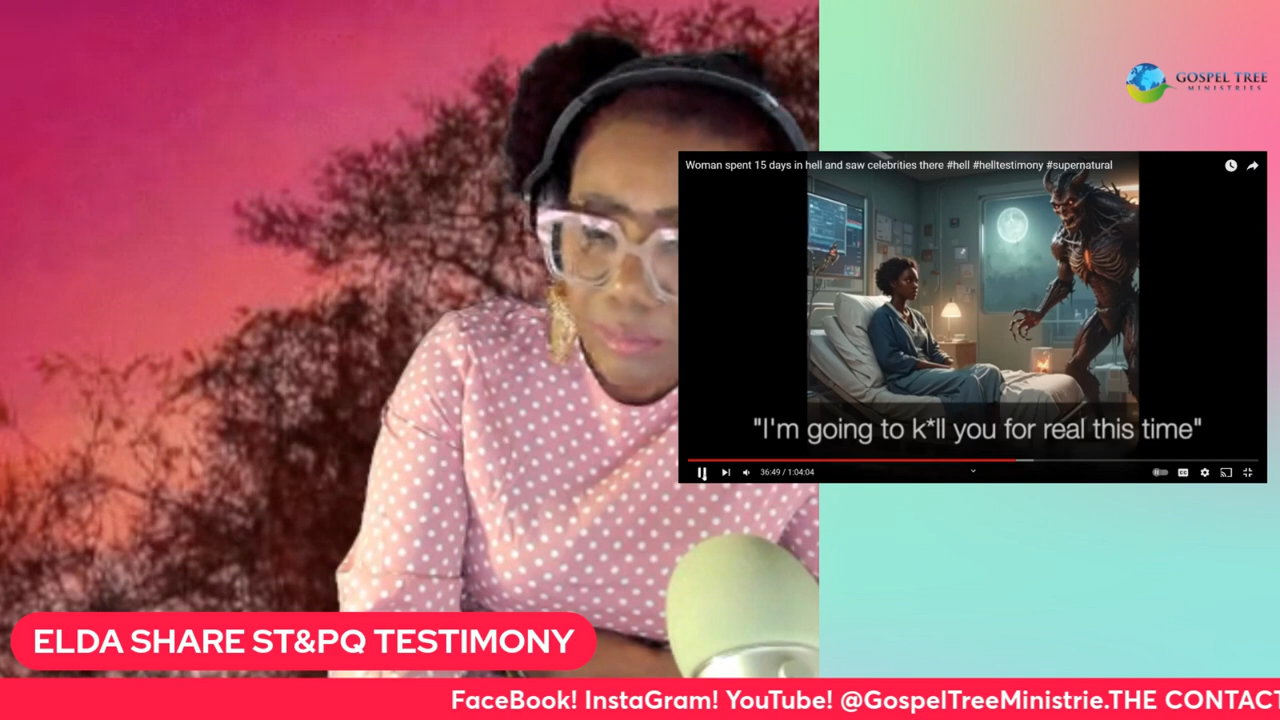 GOSPEL TREE
MINISTRIES
Woman spent 15 days in hell and saw celebrities there #hell #helltestimony #supernatural
"I'm going to k*ll you for real this time"
36:49 / 1:04:04
CC
ELDA SHARE ST&PQ TESTIMONY
FaceBook! InstaGram! YouTube! @GospelTreeMinistrie.THE CONTACT